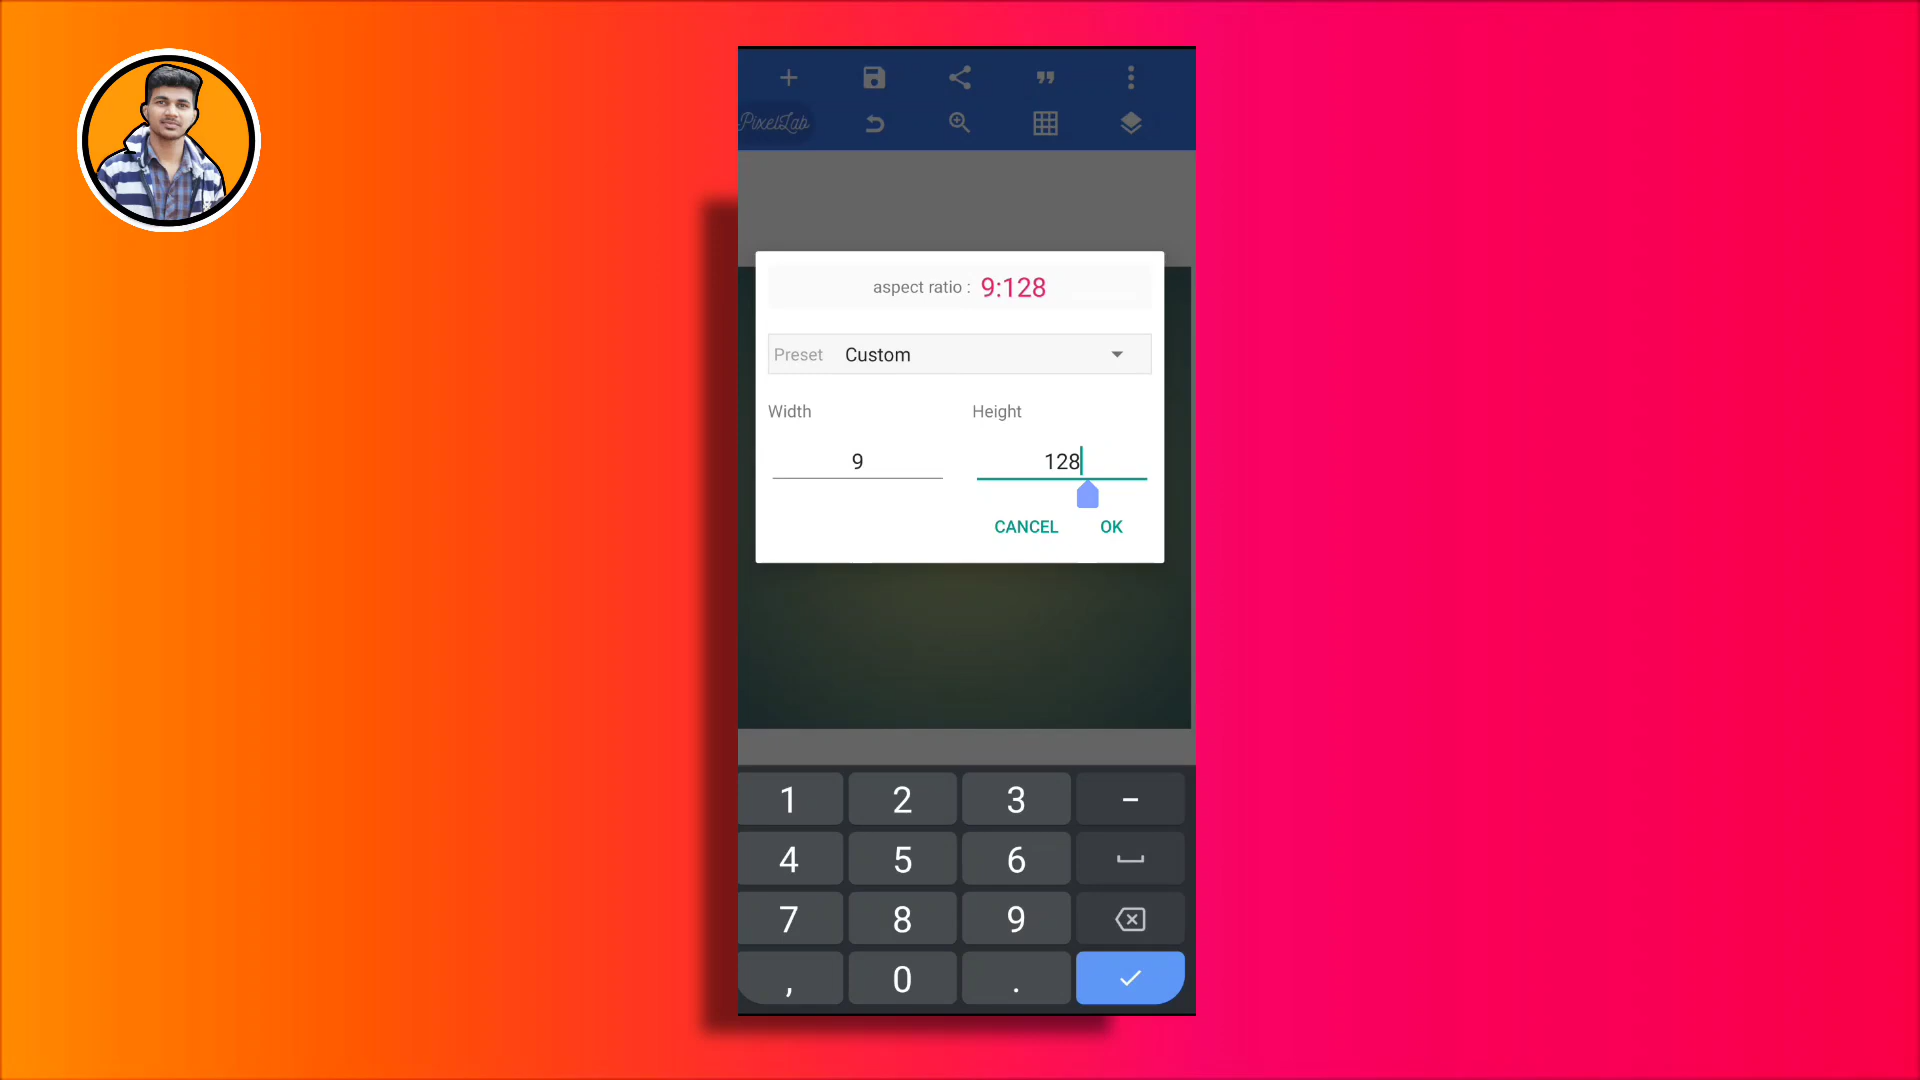 PixelLab
aspect ratio : 9:128
Preset Custom
Width Height
9 128
CANCEL OK
1 2 3 -
4 5 6
7 8 9
, 0 .